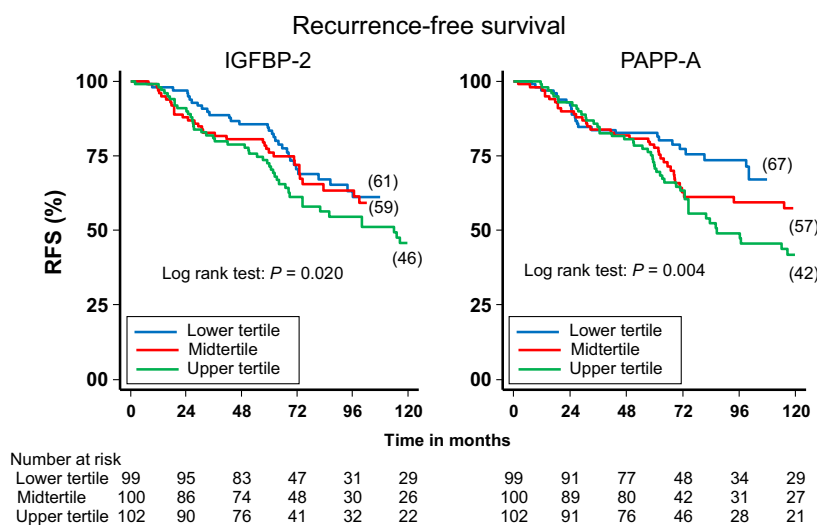 Recurrence-free survival
IGFBP-2
PAPP-A
RFS (%)
100
75
50
25
00
(61)
(59)
(46)
Log rank test: P = 0.020
Lower tertile
Midtertile
Upper tertile
0 24 48 72 96 120
100
75
50
25
00
(67)
(57)
(42)
Log rank test: P = 0.004
Lower tertile
Midtertile
Upper tertile
0 24 48 72 96 120
Time in months
Number at risk
Lower tertile 99 95 83 47 31 29 99 91 77 48 34 29
Midtertile 100 86 74 48 30 26 100 89 80 42 31 27
Upper tertile 102 90 76 41 32 22 102 91 76 46 28 21